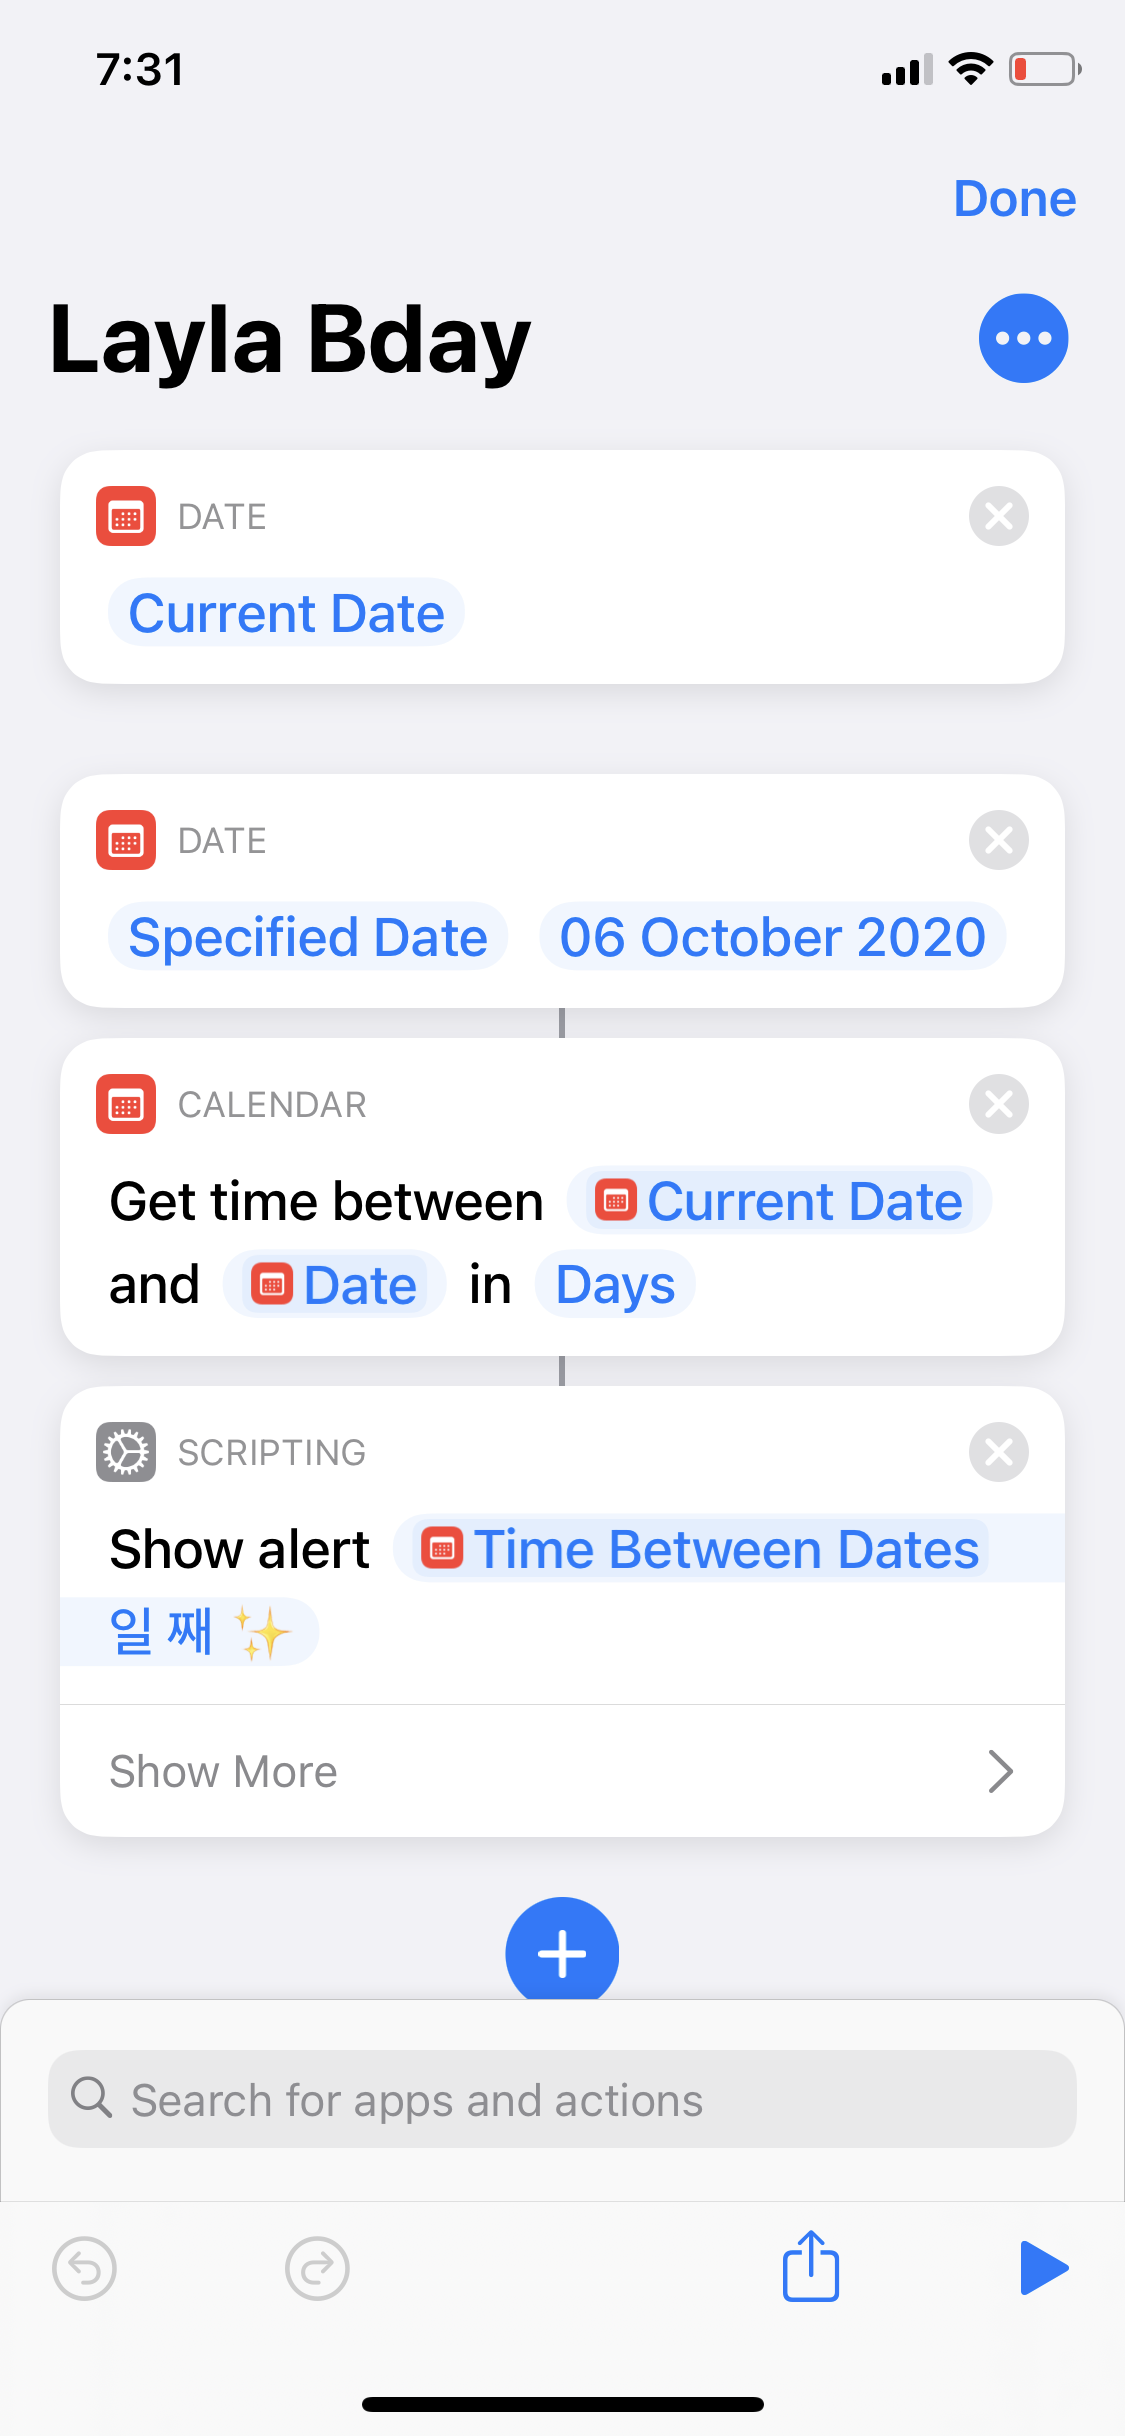 7:31
Done
Layla Bday
DATE
Current Date
DATE
Specified Date 06 October 2020
CALENDAR
Get time between Current Date
and Date in Days
SCRIPTING
Show alert Time Between Dates
일 째 ✨
Show More
Search for apps and actions